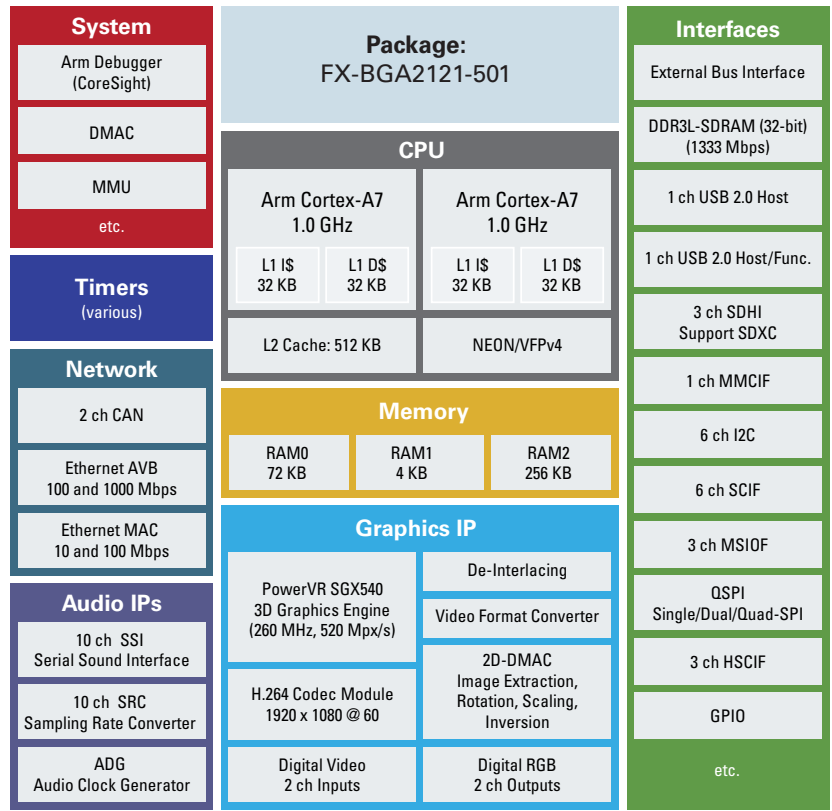 System
Arm Debugger
(CoreSight)
DMAC
MMU
etc.
Timers
(various)
Network
2 ch CAN
Ethernet AVB
100 and 1000 Mbps
Ethernet MAC
10 and 100 Mbps
Audio IPs
10 ch SSI
Serial Sound Interface
10 ch SRC
Sampling Rate Converter
ADG
Audio Clock Generator
Package:
FX-BGA2121-501
CPU
Arm Cortex-A7
1.0 GHz
L1 I$
32 KB
L1 D$
32 KB
Arm Cortex-A7
1.0 GHz
L1 I$
32 KB
L1 D$
32 KB
L2 Cache: 512 KB
NEON/VFPv4
Memory
RAM0
72 KB
RAM1
4 KB
RAM2
256 KB
Graphics IP
PowerVR SGX540
3D Graphics Engine
(260 MHz, 520 Mpx/s)
H.264 Codec Module
1920 x 1080 @ 60
Digital Video
2 ch Inputs
De-Interlacing
Video Format Converter
2D-DMAC
Image Extraction,
Rotation, Scaling,
Inversion
Digital RGB
2 ch Outputs
Interfaces
External Bus Interface
DDR3L-SDRAM (32-bit)
(1333 Mbps)
1 ch USB 2.0 Host
1 ch USB 2.0 Host/Func.
3 ch SDHI
Support SDXC
1 ch MMCIF
6 ch I2C
6 ch SCIF
3 ch MSIOF
QSPI
Single/Dual/Quad-SPI
3 ch HSCIF
GPIO
etc.